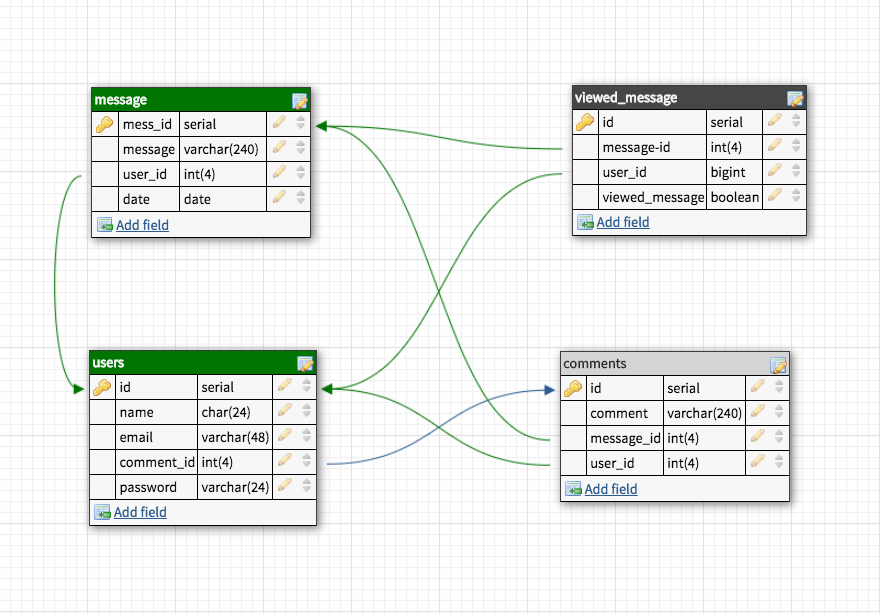 message
mess_id serial
message varchar(240)
user_id int(4)
date date
Add field
viewed_message
id serial
message-id int(4)
user_id bigint
viewed_message boolean
Add field
users
id serial
name char(24)
email varchar(48)
comment_id int(4)
password varchar(24)
Add field
comments
id serial
comment varchar(240)
message_id int(4)
user_id int(4)
Add field